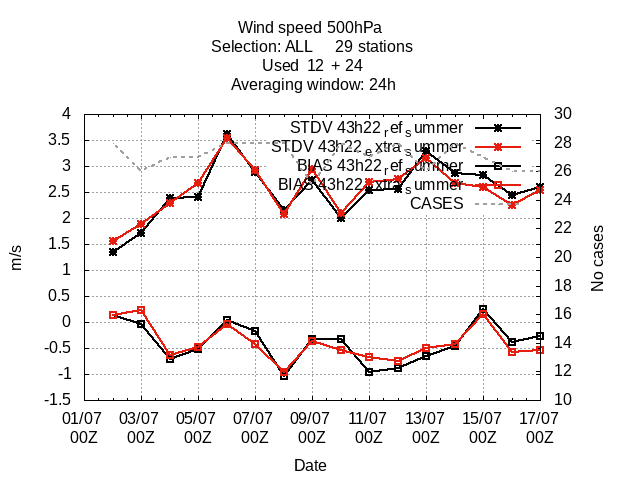 Wind speed 500hPa
Selection: ALL 29 stations
Used 12 + 24
Averaging window: 24h
4 30
3.5 28
3 26
2.5 24
2 22
1.5 20
1 18
0.5 16
0 14
-0.5 12
-1 10
-1.5
STDV 43h22_ref_summer
STDV 43h22_extra_summer
BIAS 43h22_ref_summer
BIAS 43h22_extra_summer
CASES
m/s
No cases
01/07 03/07 05/07 07/07 09/07 11/07 13/07 15/07 17/07
00Z 00Z 00Z 00Z 00Z 00Z 00Z 00Z 00Z
Date